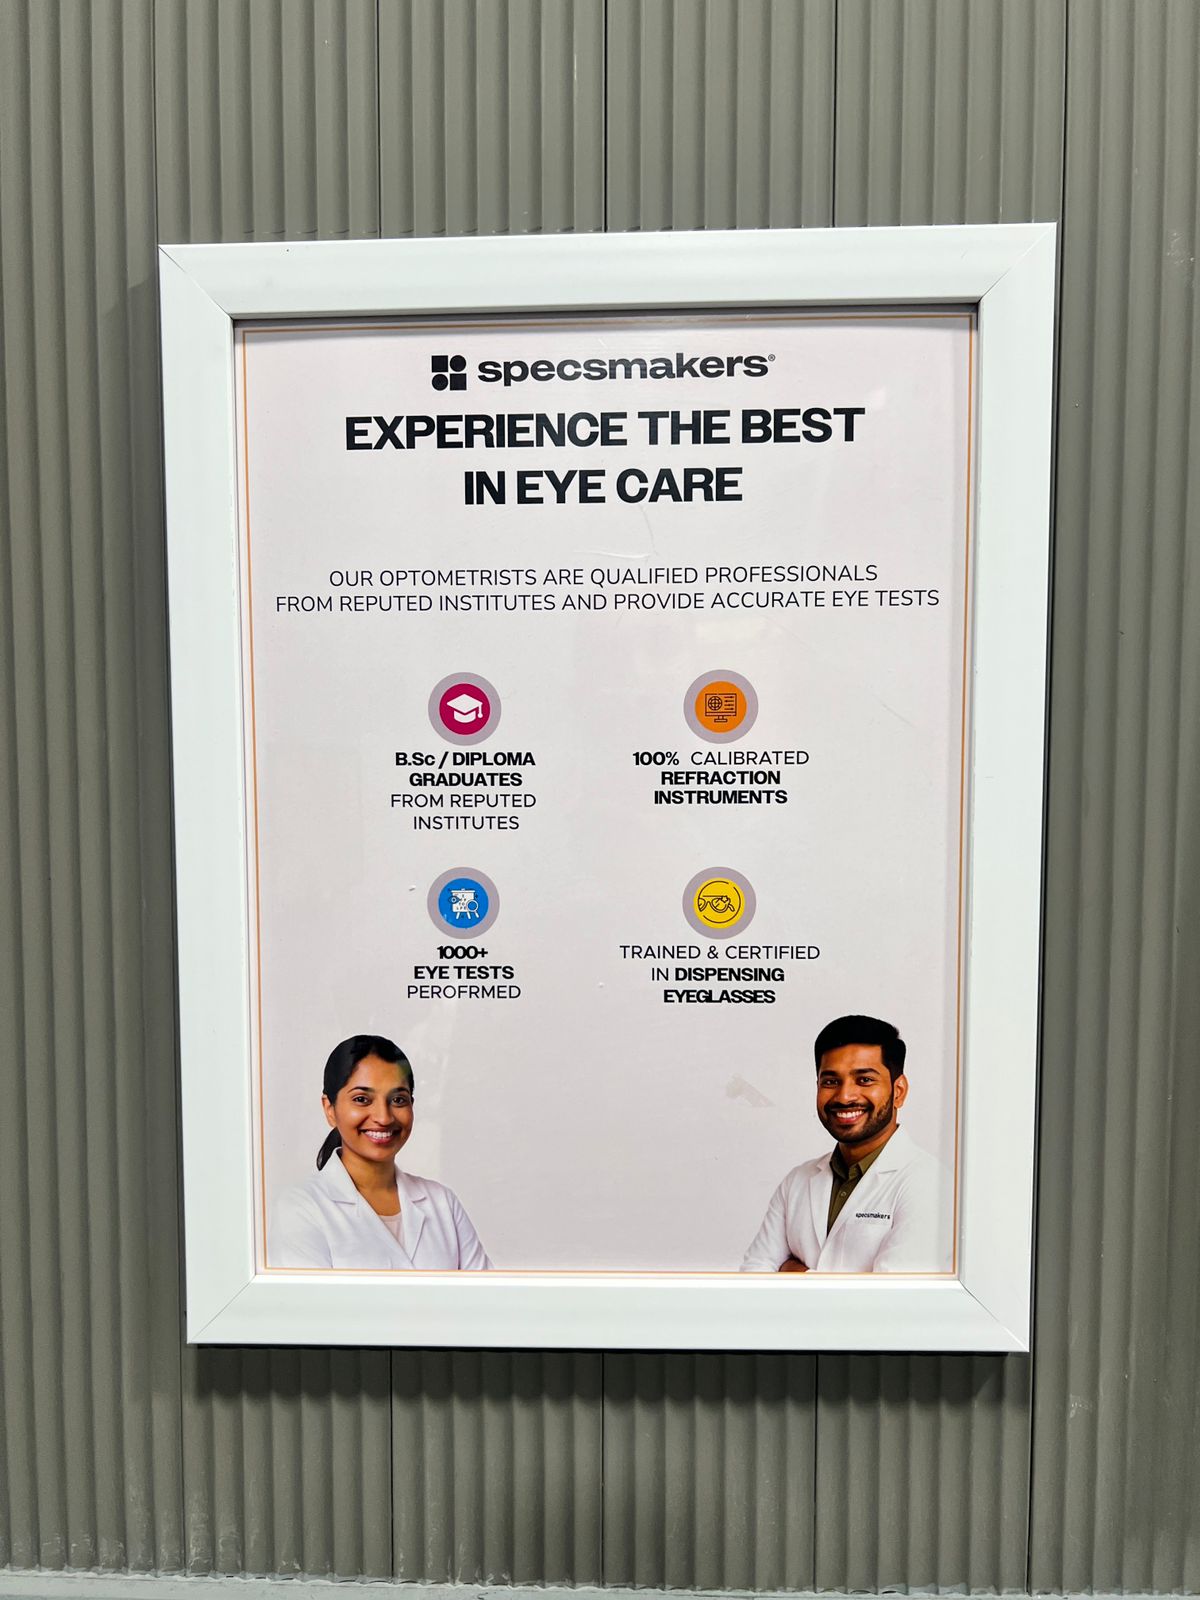 specsmakers®
EXPERIENCE THE BEST
IN EYE CARE
OUR OPTOMETRISTS ARE QUALIFIED PROFESSIONALS
FROM REPUTED INSTITUTES AND PROVIDE ACCURATE EYE TESTS
B.Sc / DIPLOMA
GRADUATES
FROM REPUTED
INSTITUTES
100% CALIBRATED
REFRACTION
INSTRUMENTS
1000+
EYE TESTS
PEROFRMED
TRAINED & CERTIFIED
IN DISPENSING
EYEGLASSES
specsmakers